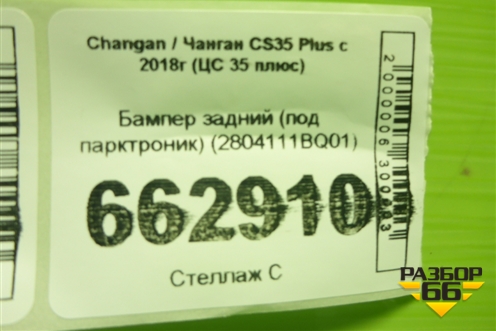 Changan / Чанган CS35 Plus с
2018г (ЦС 35 плюс)
Бампер задний (под
парктроник) (2804111BQ01)
662910
Стеллаж С
РАЗБОР
66